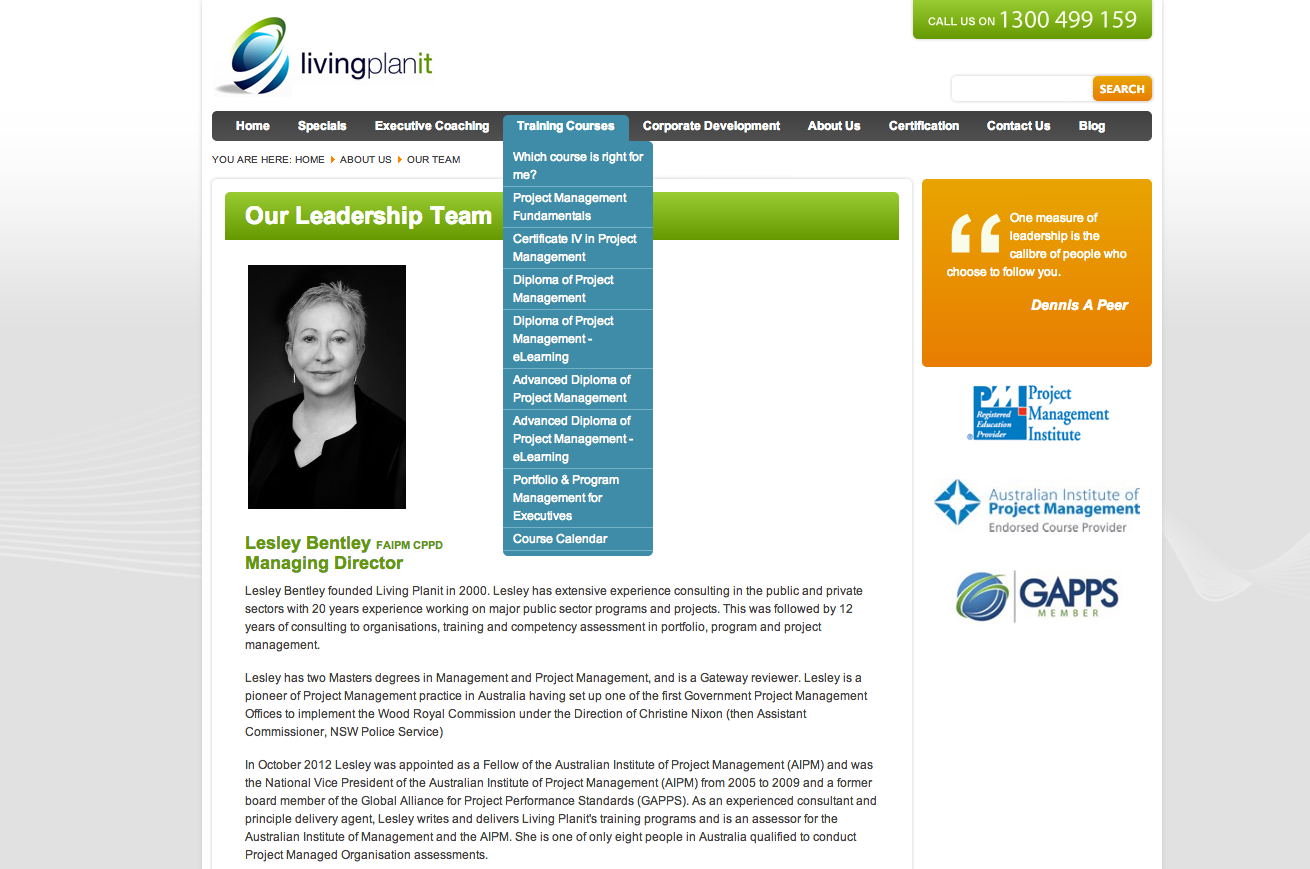 CALL US ON 1300 499 159
livingplanit
SEARCH
Home Specials Executive Coaching Training Courses Corporate Development About Us Certification Contact Us Blog
YOU ARE HERE: HOME ABOUT US OUR TEAM
Which course is right for
me?
Project Management
Fundamentals
Certificate IV in Project
Management
Diploma of Project
Management
Diploma of Project
Management -
eLearning
Advanced Diploma of
Project Management
Advanced Diploma of
Project Management -
eLearning
Portfolio & Program
Management for
Executives
Course Calendar
Our Leadership Team
Lesley Bentley FAIPM CPPD
Managing Director
Lesley Bentley founded Living Planit in 2000. Lesley has extensive experience consulting in the public and private
sectors with 20 years experience working on major public sector programs and projects. This was followed by 12
years of consulting to organisations, training and competency assessment in portfolio, program and project
management.
Lesley has two Masters degrees in Management and Project Management, and is a Gateway reviewer. Lesley is a
pioneer of Project Management practice in Australia having set up one of the first Government Project Management
Offices to implement the Wood Royal Commission under the Direction of Christine Nixon (then Assistant
Commissioner, NSW Police Service)
In October 2012 Lesley was appointed as a Fellow of the Australian Institute of Project Management (AIPM) and was
the National Vice President of the Australian Institute of Project Management (AIPM) from 2005 to 2009 and a former
board member of the Global Alliance for Project Performance Standards (GAPPS). As an experienced consultant and
principle delivery agent, Lesley writes and delivers Living Planit's training programs and is an assessor for the
Australian Institute of Management and the AIPM. She is one of only eight people in Australia qualified to conduct
Project Managed Organisation assessments.
“ One measure of
leadership is the
calibre of people who
choose to follow you.
Dennis A Peer
PMI
Registered
Education
® Provider
Project
Management
Institute
Australian Institute of
Project Management
Endorsed Course Provider
GAPPS
MEMBER